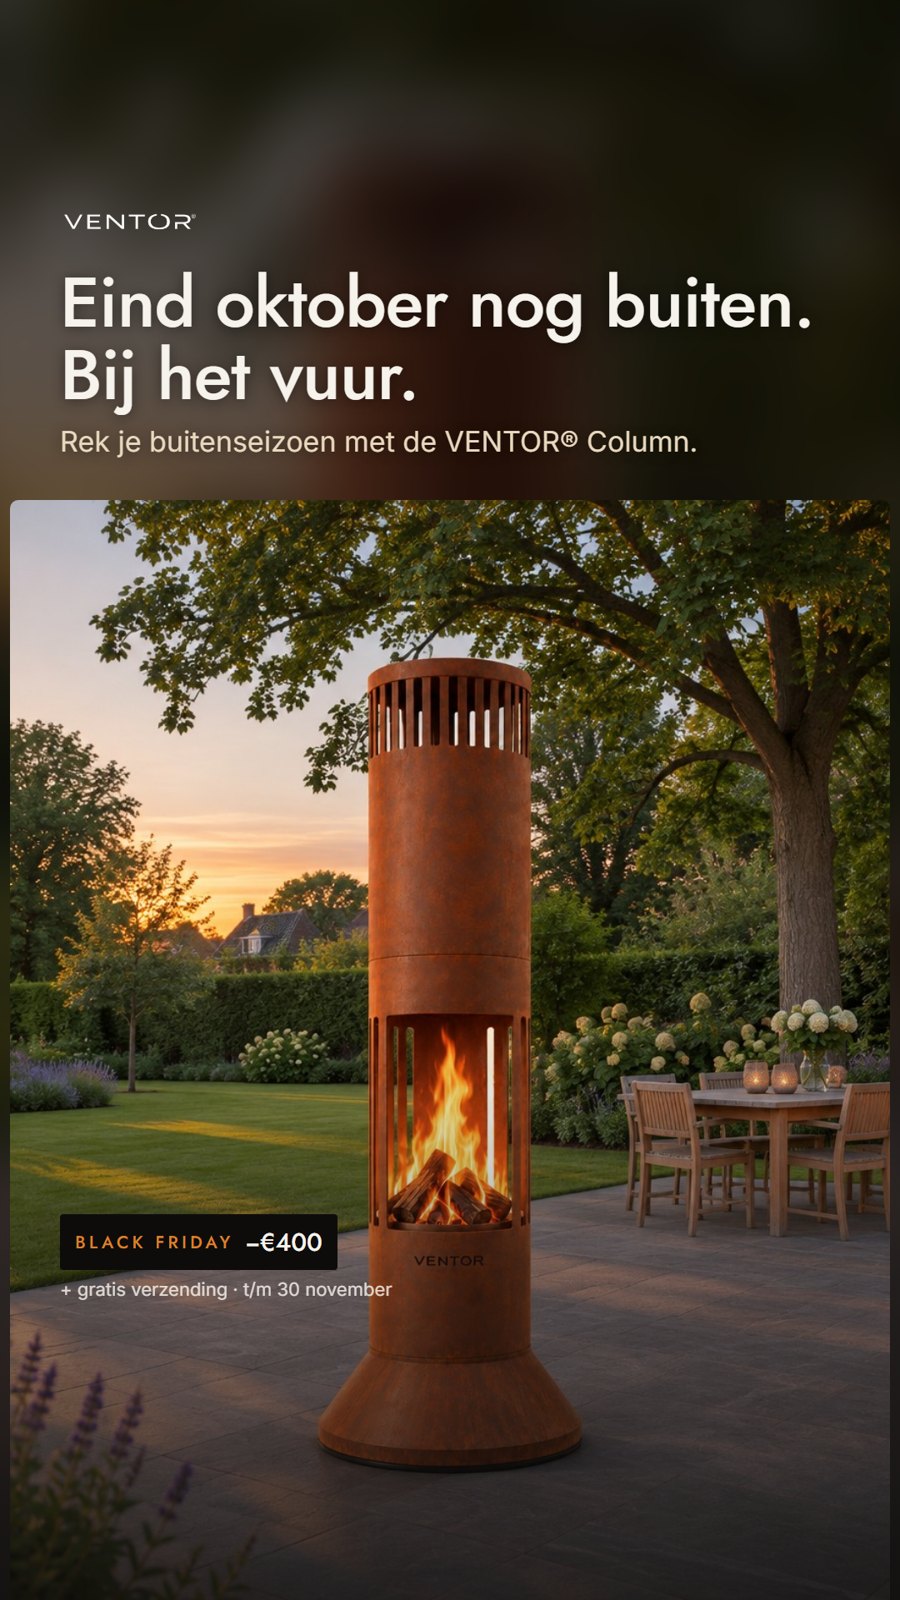 VENTOR®
Eind oktober nog buiten.
Bij het vuur.
Rek je buitenseizoen met de VENTOR® Column.
BLACK FRIDAY –€400
+ gratis verzending · t/m 30 november
VENTOR